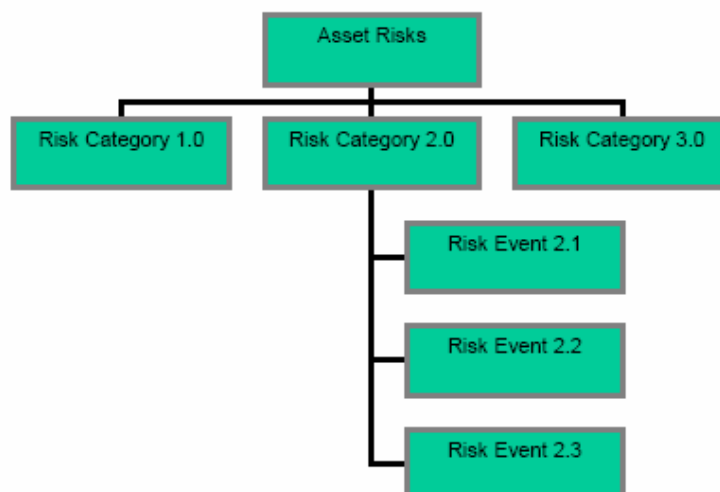 Asset Risks
Risk Category 1.0
Risk Category 2.0
Risk Category 3.0
Risk Event 2.1
Risk Event 2.2
Risk Event 2.3